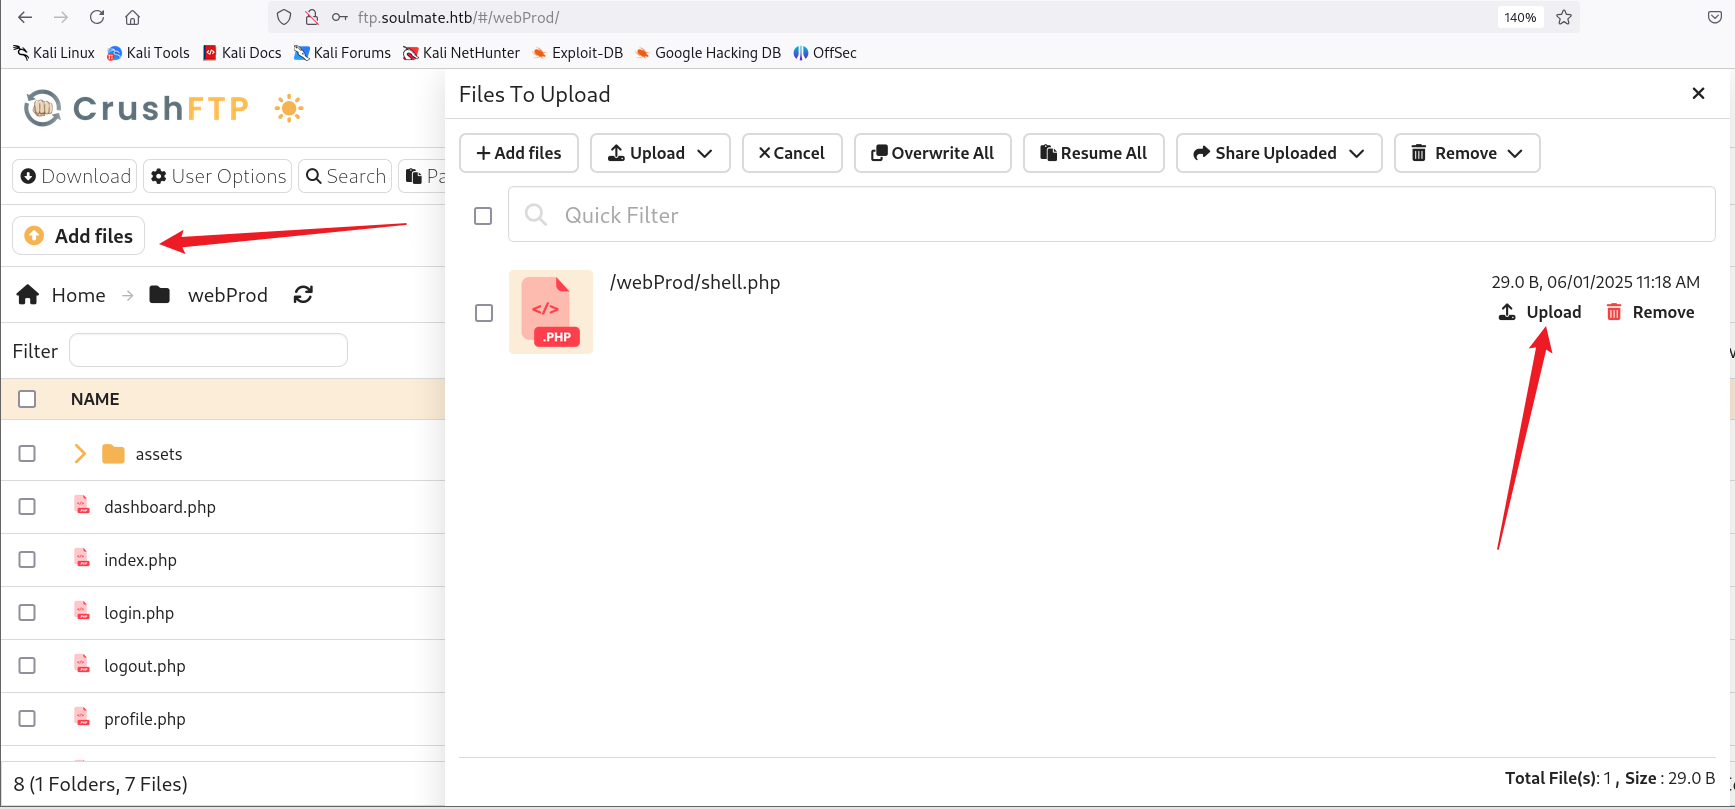 ftp.soulmate.htb/#/webProd/ 140%
Kali Linux Kali Tools Kali Docs Kali Forums Kali NetHunter Exploit-DB Google Hacking DB OffSec
CrushFTP
Download User Options Search Pa
Add files
Home webProd
Filter
NAME
assets
dashboard.php
index.php
login.php
logout.php
profile.php
8 (1 Folders, 7 Files)
Files To Upload
Add files Upload Cancel Overwrite All Resume All Share Uploaded Remove
Quick Filter
/webProd/shell.php 29.0 B, 06/01/2025 11:18 AM
</>
.PHP
Upload Remove
Total File(s): 1 , Size : 29.0 B